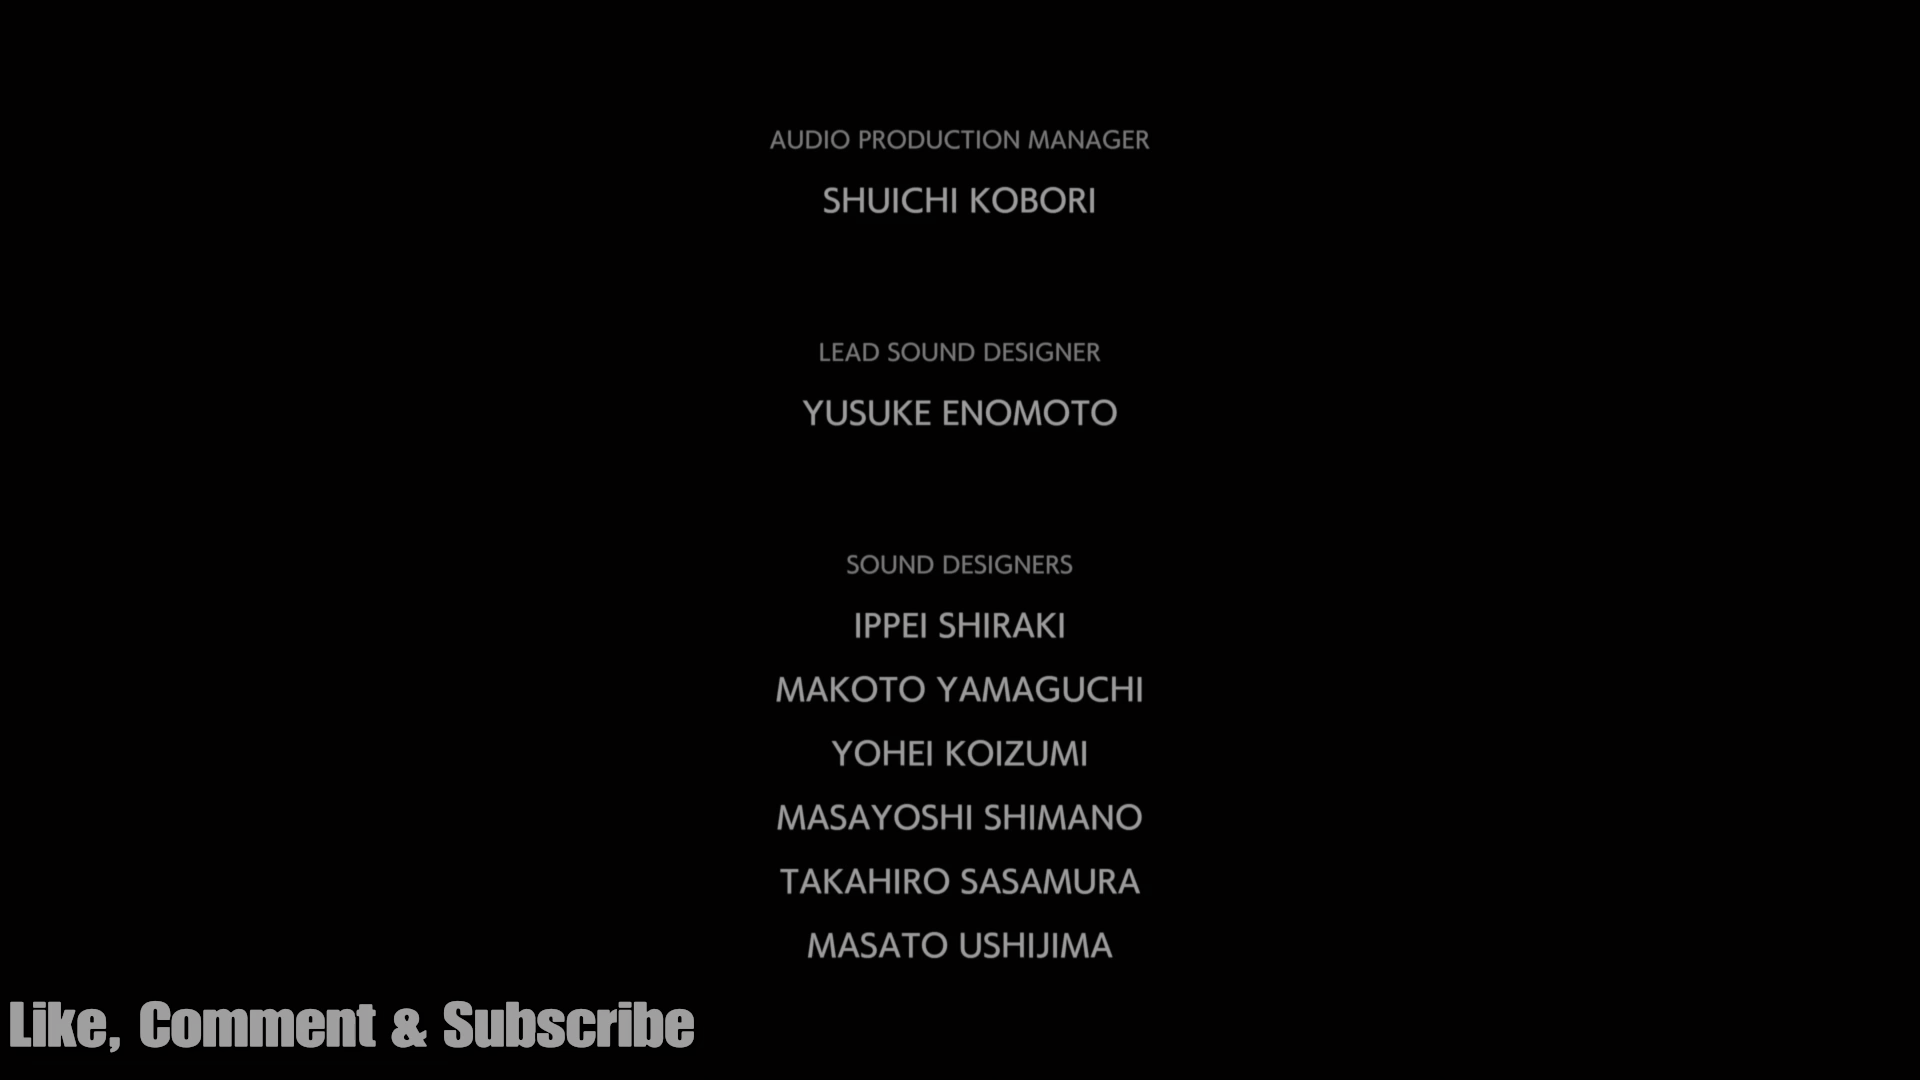 AUDIO PRODUCTION MANAGER
SHUICHI KOBORI
LEAD SOUND DESIGNER
YUSUKE ENOMOTO
SOUND DESIGNERS
IPPEI SHIRAKI
MAKOTO YAMAGUCHI
YOHEI KOIZUMI
MASAYOSHI SHIMANO
TAKAHIRO SASAMURA
MASATO USHIJIMA
Like, Comment & Subscribe